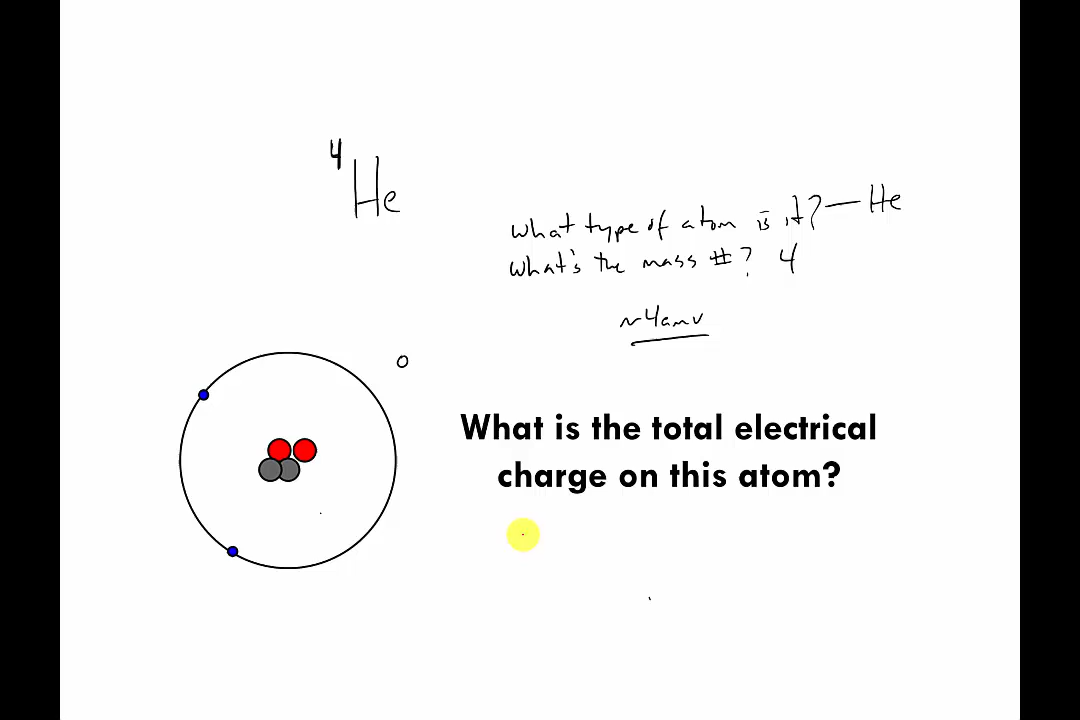 4
He
What type of atom is it? — He
What's the mass #? 4
~4amu
0
What is the total electrical
charge on this atom?